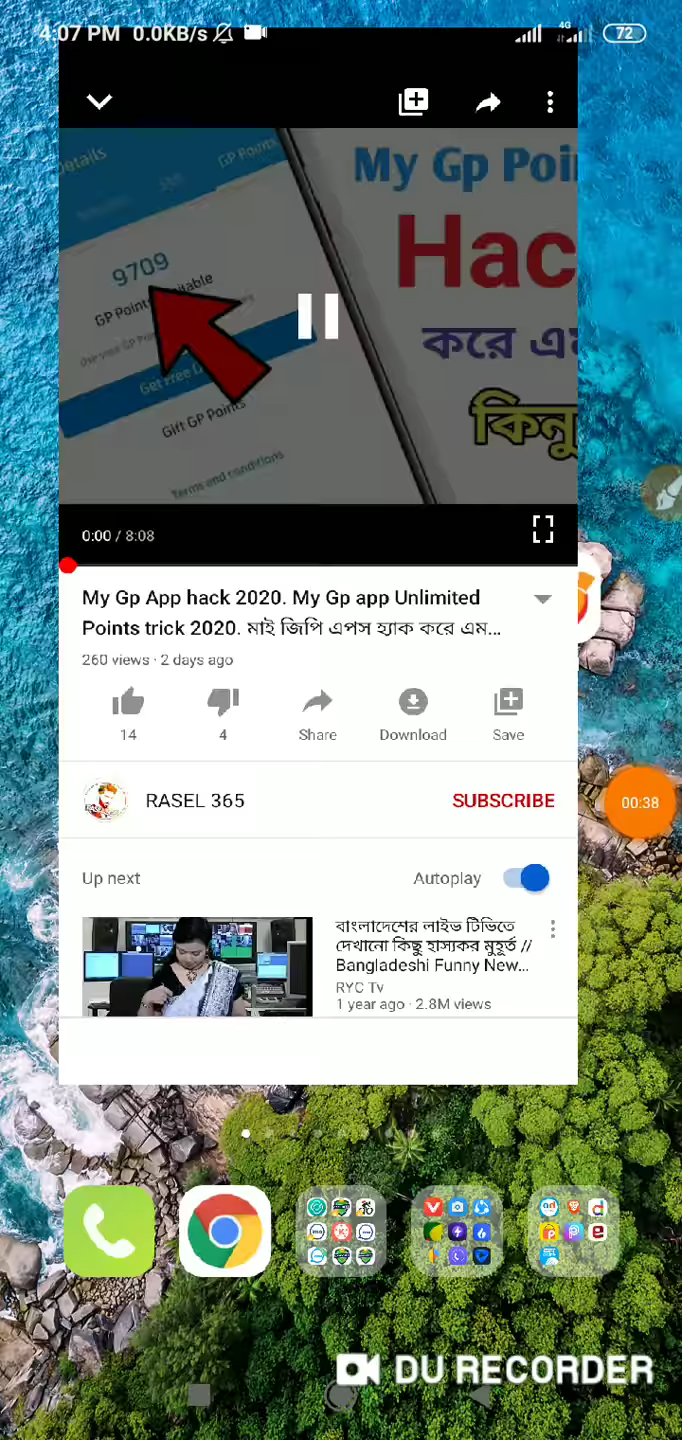 4:07 PM 0.0KB/s
4G
72
Details
GP Points
My Gp Poi
9709
Hac
করে এ
কিনু
Get Free
Gift GP Points
Terms and conditions
0:00 / 8:08
My Gp App hack 2020. My Gp app Unlimited
Points trick 2020. মাই জিপি এপস হ্যাক করে এম...
260 views · 2 days ago
14
4
Share
Download
Save
RASEL 365
SUBSCRIBE
00:38
Up next
Autoplay
বাংলাদেশের লাইভ টিভিতে
দেখানো কিছু হাস্যকর মুহূর্ত //
Bangladeshi Funny New...
RYC Tv
1 year ago · 2.8M views
DU RECORDER